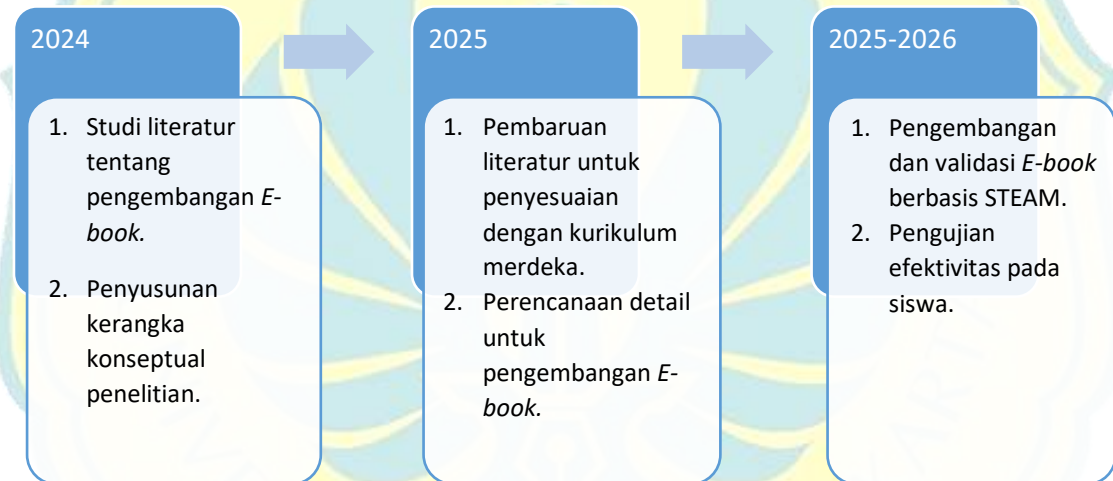 2024
1. Studi literatur
tentang
pengembangan E-
book.
2. Penyusunan
kerangka
konseptual
penelitian.
2025
1. Pembaruan
literatur untuk
penyesuaian
dengan kurikulum
merdeka.
2. Perencanaan detail
untuk
pengembangan E-
book.
2025-2026
1. Pengembangan
dan validasi E-book
berbasis STEAM.
2. Pengujian
efektivitas pada
siswa.